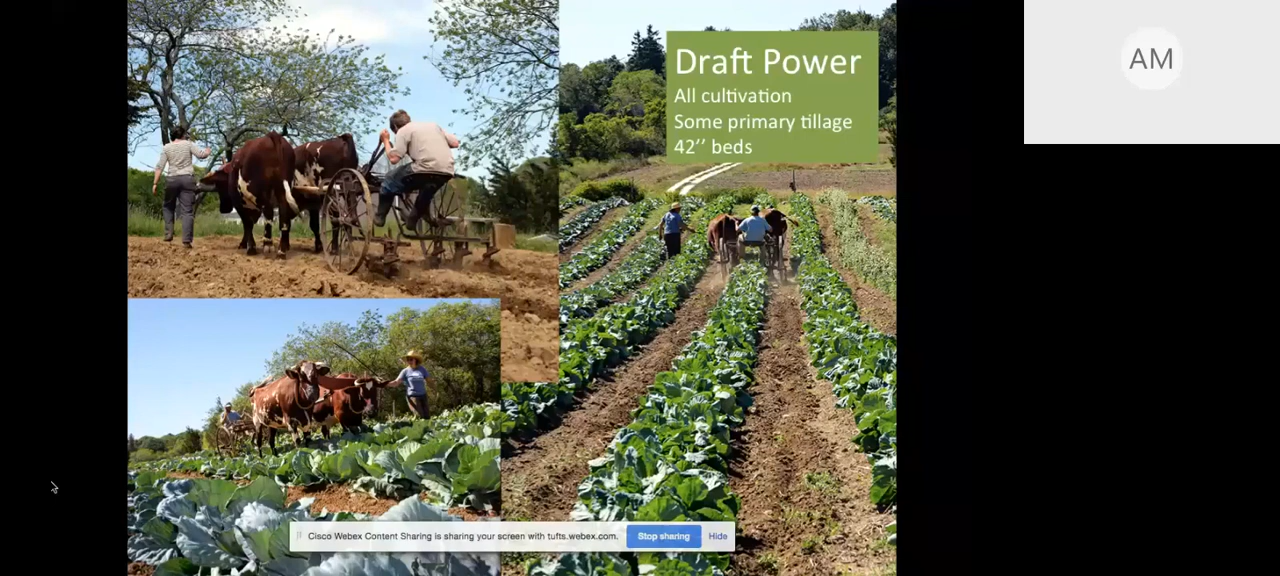 AM
Draft Power
All cultivation
Some primary tillage
42’’ beds
Cisco Webex Content Sharing is sharing your screen with tufts.webex.com.
Stop sharing
Hide